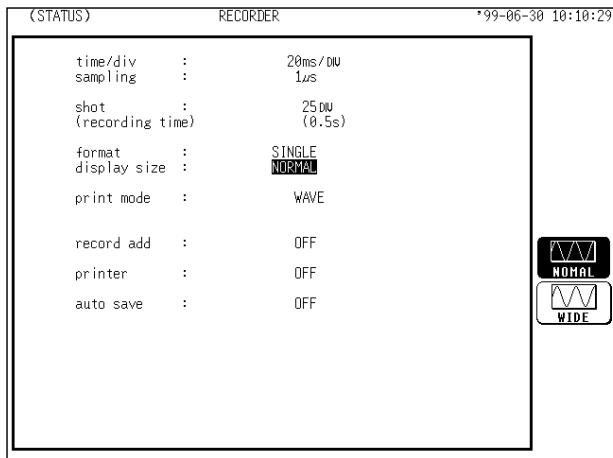 (STATUS) RECORDER '99-06-30 10:10:29
time/div : 20ms/DIV
sampling : 1µs
shot : 25DIV
(recording time) (0.5s)
format : SINGLE
display size : NORMAL
print mode : WAVE
record add : OFF
printer : OFF
auto save : OFF
NOMAL
WIDE